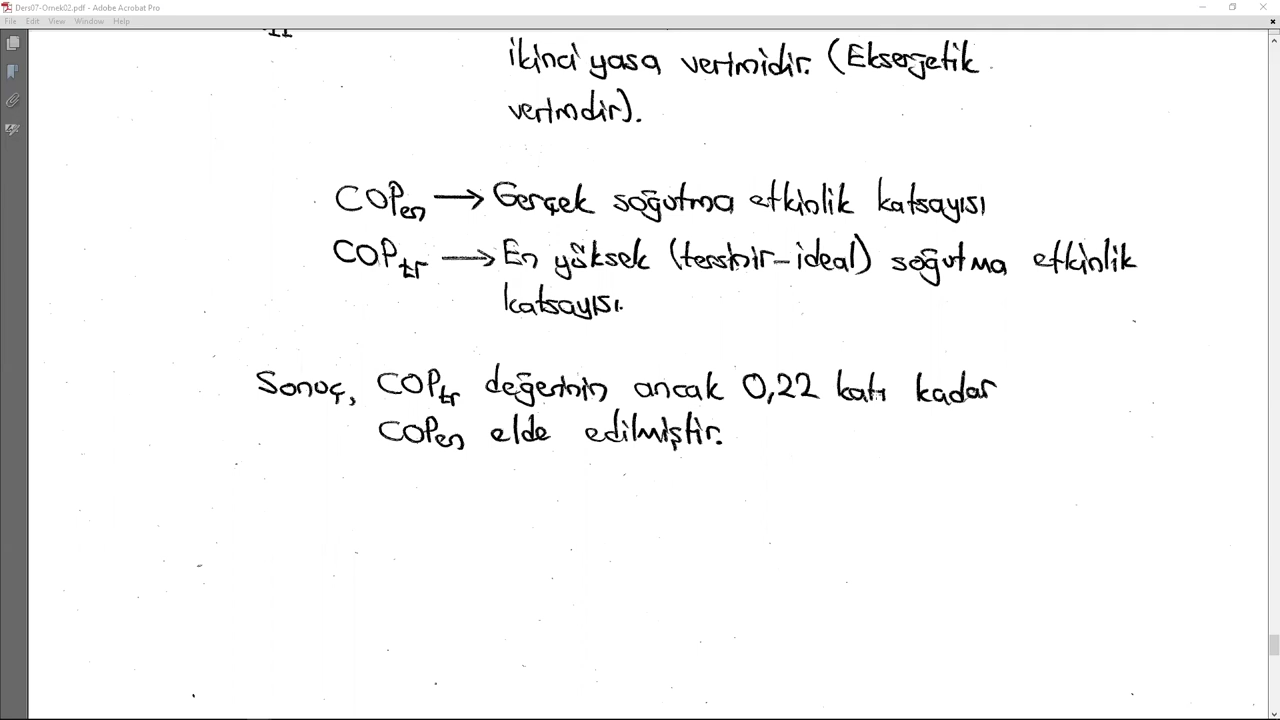 Ders07-Ornek02.pdf - Adobe Acrobat Pro
File Edit View Window Help
II
ikinci yasa verimidir. (Ekserjetik
verimdir).
COPen → Gerçek soğutma etkinlik katsayısı
COPtr → En yüksek (tersinir-ideal) soğutma etkinlik
katsayısı.
Sonuç, COPtr değerinin ancak 0,22 katı kadar
COPen elde edilmiştir.